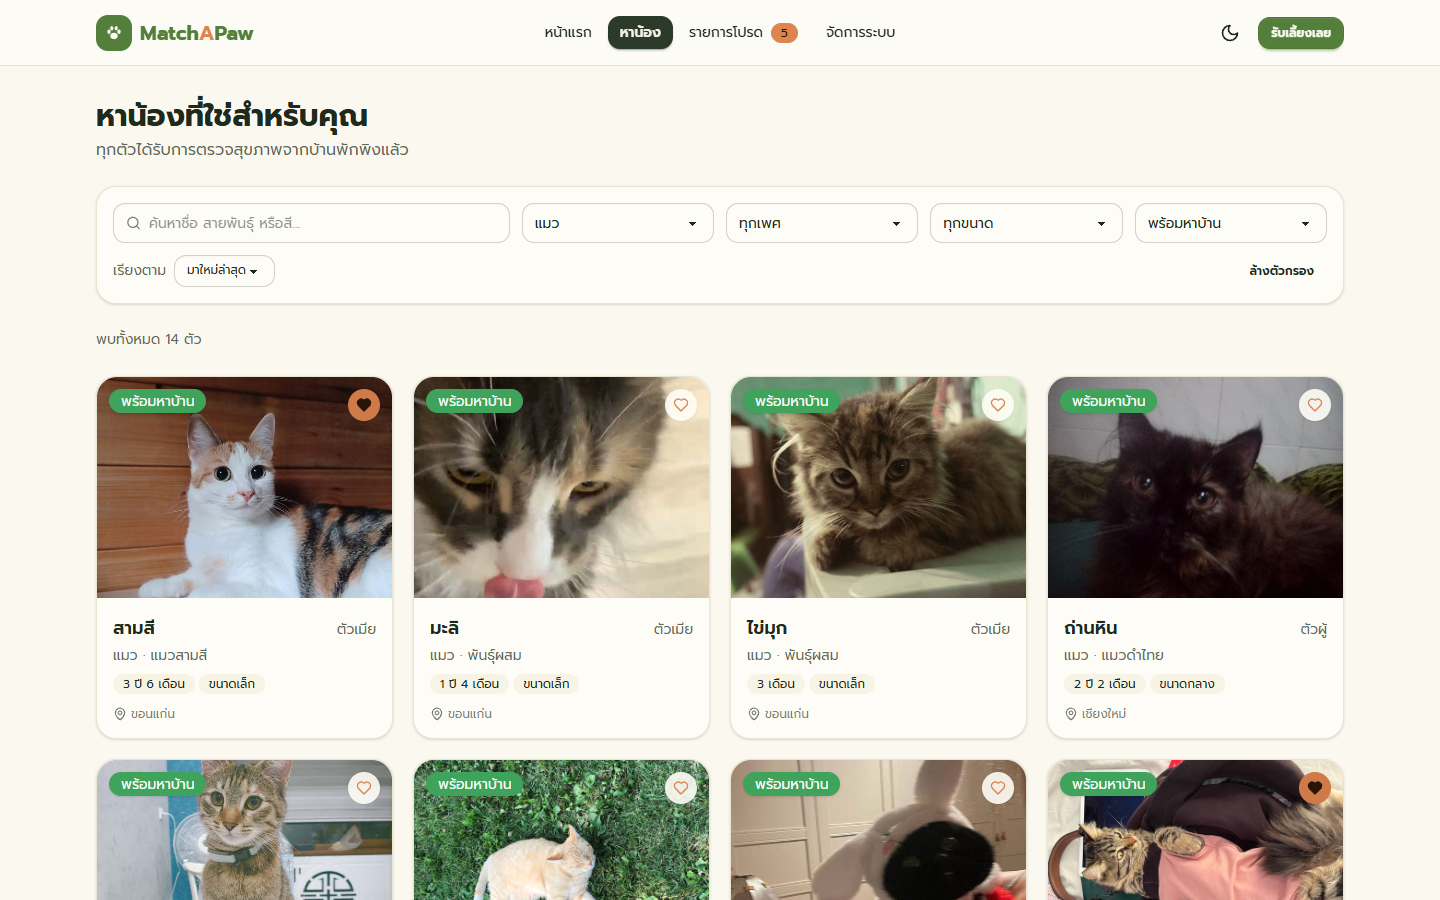 MatchAPaw
หน้าแรก
หาน้อง
รายการโปรด 5
จัดการระบบ
รับเลี้ยงเลย
หาน้องที่ใช่สำหรับคุณ
ทุกตัวได้รับการตรวจสุขภาพจากบ้านพักพิงแล้ว
ค้นหาชื่อ สายพันธุ์ หรือสี...
แมว
ทุกเพศ
ทุกขนาด
พร้อมหาบ้าน
เรียงตาม มาใหม่ล่าสุด
ล้างตัวกรอง
พบทั้งหมด 14 ตัว
พร้อมหาบ้าน
พร้อมหาบ้าน
พร้อมหาบ้าน
พร้อมหาบ้าน
สามสี ตัวเมีย
แมว · แมวสามสี
3 ปี 6 เดือน ขนาดเล็ก
ขอนแก่น
มะลิ ตัวเมีย
แมว · พันธุ์ผสม
1 ปี 4 เดือน ขนาดเล็ก
ขอนแก่น
ไข่มุก ตัวเมีย
แมว · พันธุ์ผสม
3 เดือน ขนาดเล็ก
ขอนแก่น
ถ่านหิน ตัวผู้
แมว · แมวดำไทย
2 ปี 2 เดือน ขนาดกลาง
เชียงใหม่
พร้อมหาบ้าน
พร้อมหาบ้าน
พร้อมหาบ้าน
พร้อมหาบ้าน